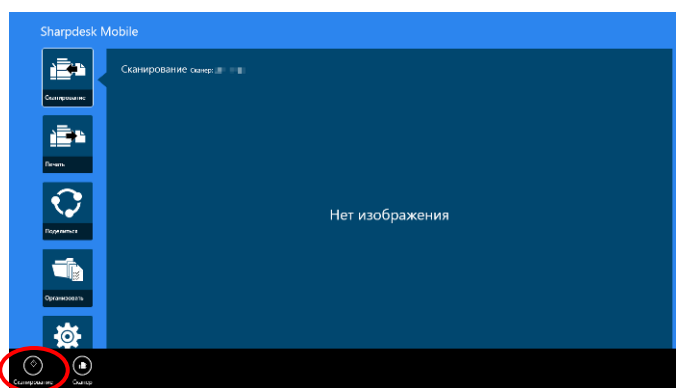 Sharpdesk Mobile
Сканирование Сканер:
Сканирование
Печать
Поделиться
Нет изображения
Организовать
Сканирование
Сканер